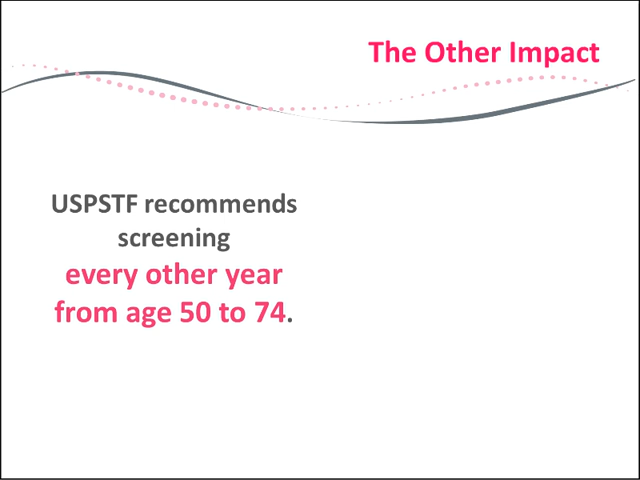 The Other Impact
USPSTF recommends
screening
every other year
from age 50 to 74.